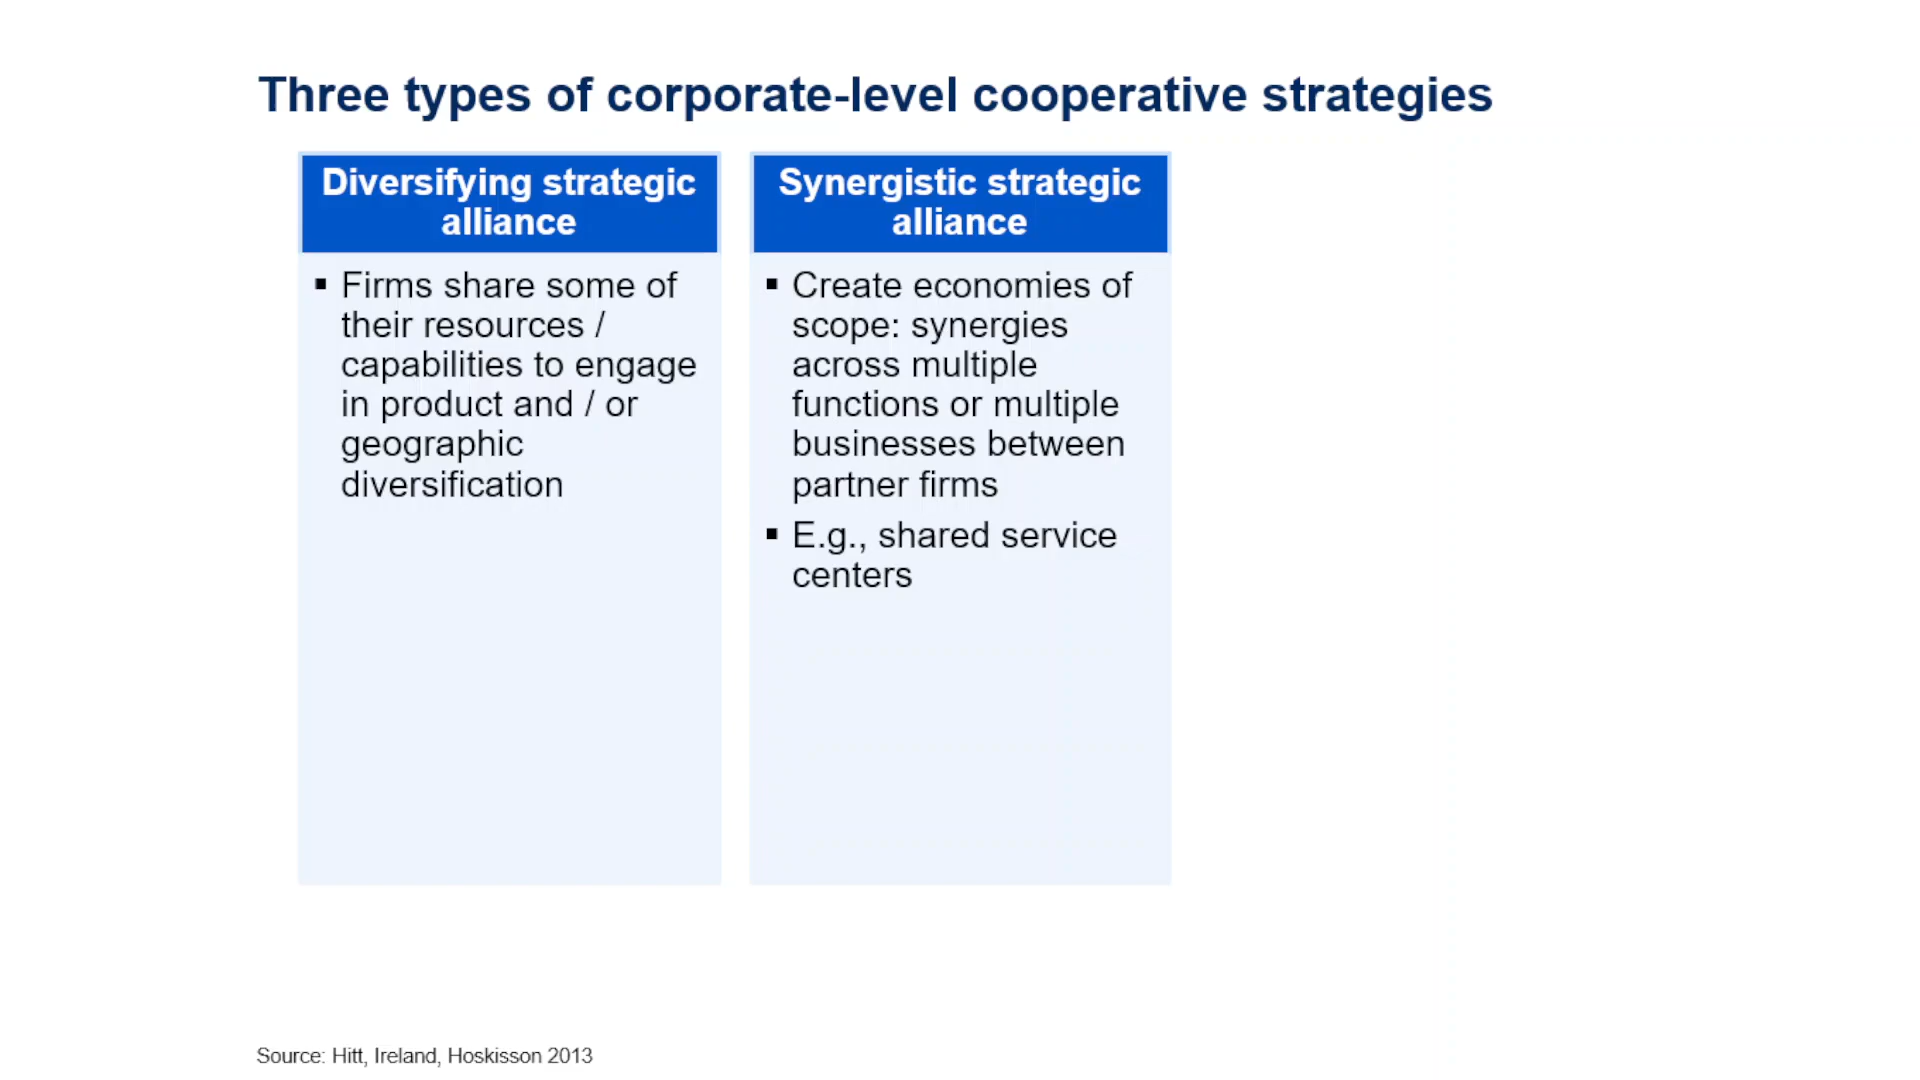 Three types of corporate-level cooperative strategies
Diversifying strategic
alliance
▪ Firms share some of
their resources /
capabilities to engage
in product and / or
geographic
diversification
Synergistic strategic
alliance
▪ Create economies of
scope: synergies
across multiple
functions or multiple
businesses between
partner firms
▪ E.g., shared service
centers
Source: Hitt, Ireland, Hoskisson 2013